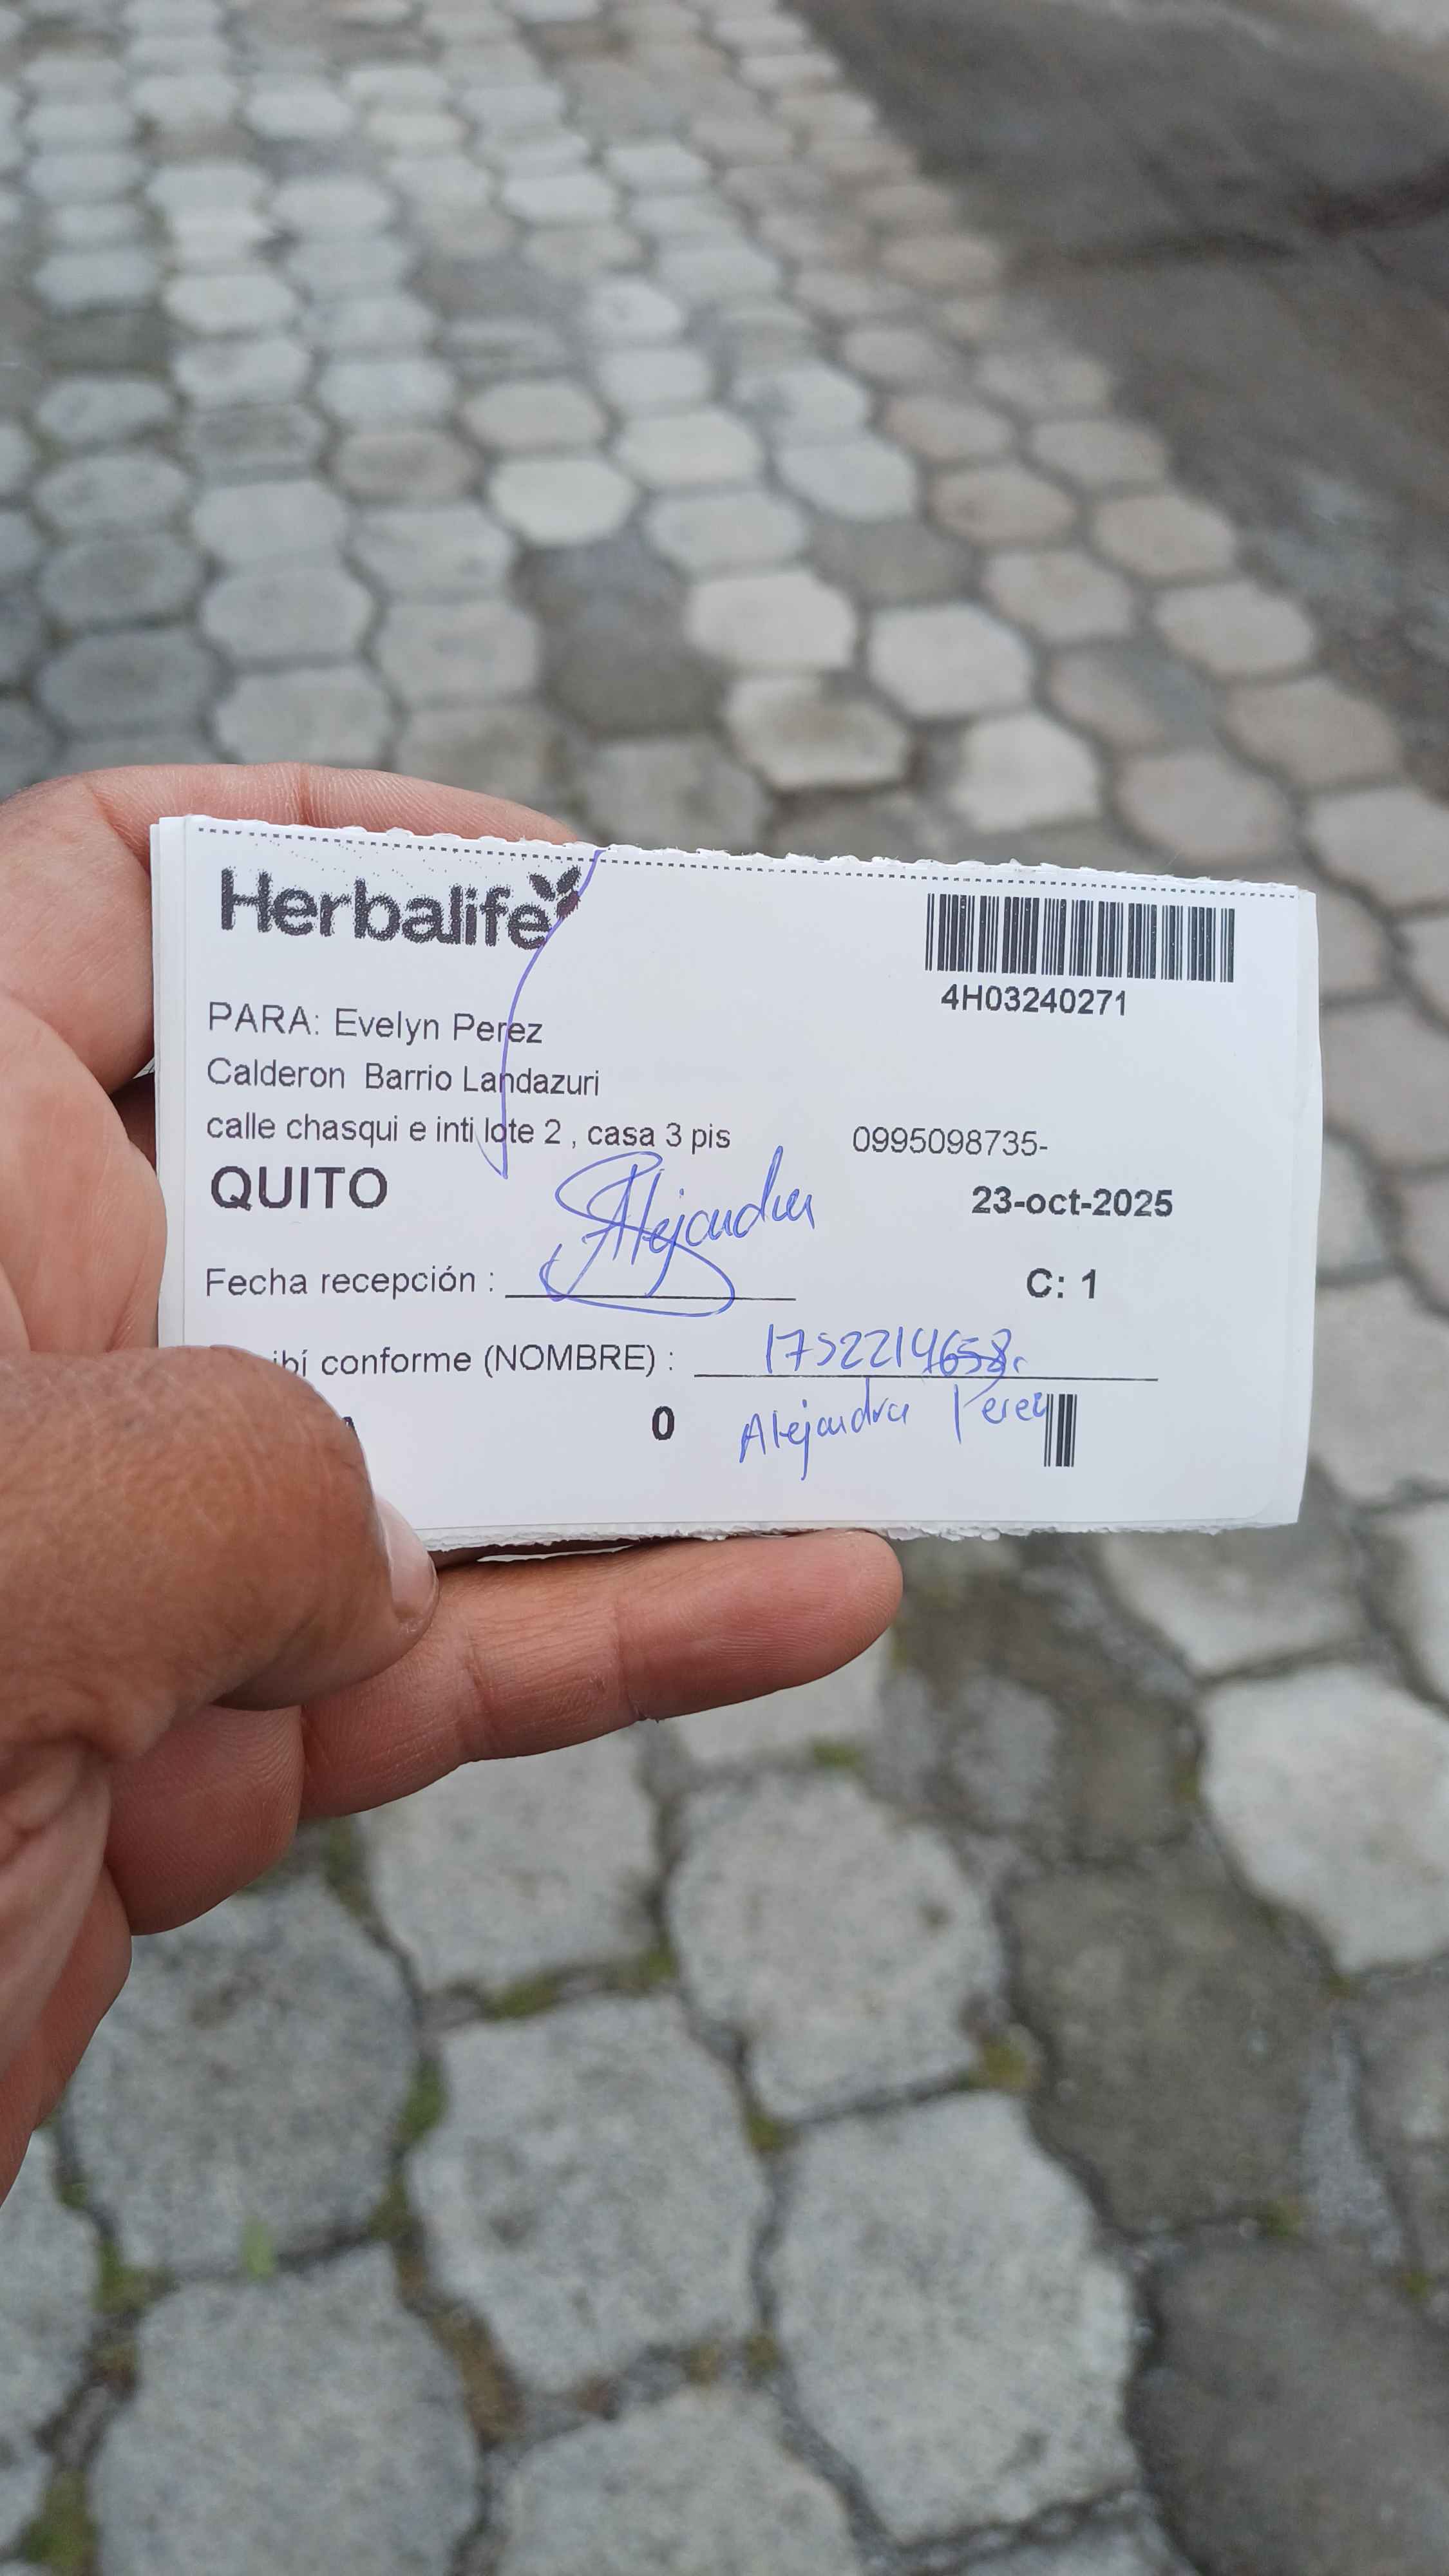 Herbalife
4H03240271
PARA: Evelyn Perez
Calderon Barrio Landazuri
calle chasqui e inti lote 2 , casa 3 pis 0995098735-
QUITO 23-oct-2025
Alejandra
Fecha recepción : C: 1
ibí conforme (NOMBRE) : 1752214658.
0 Alejandra Perez